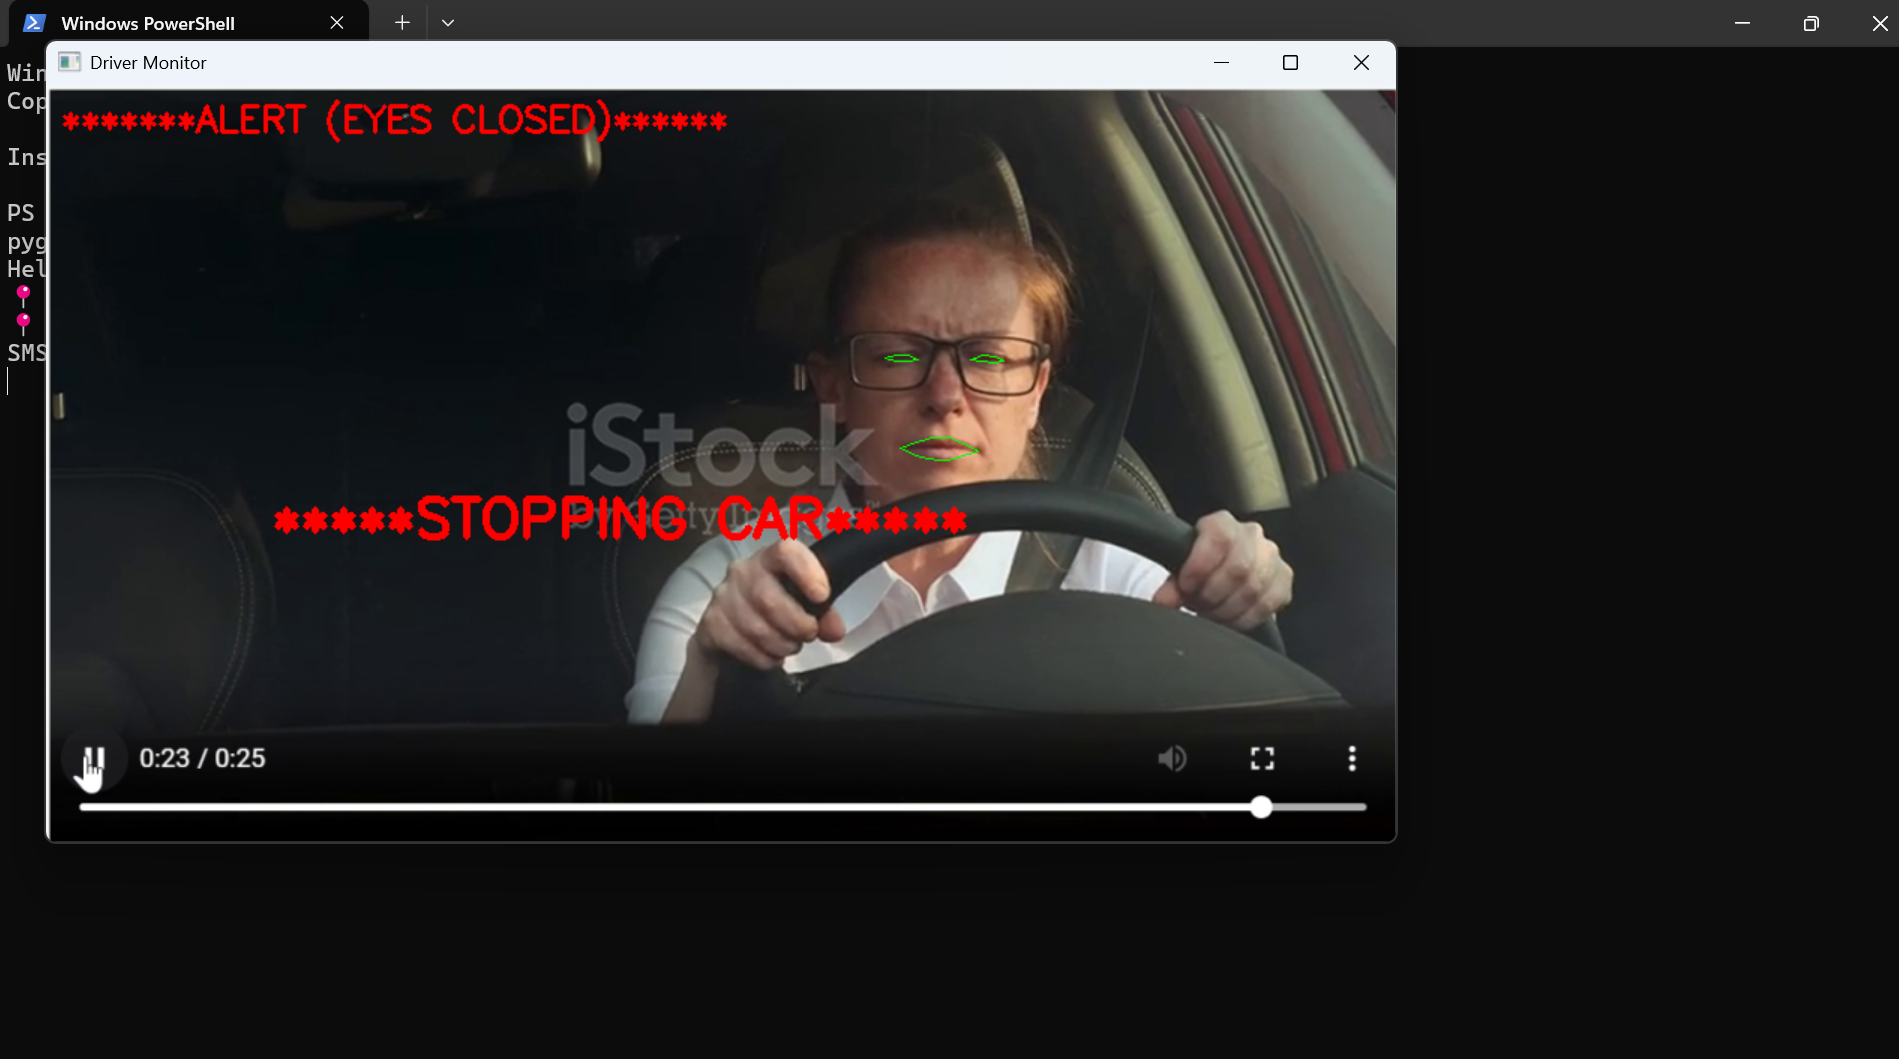 Windows PowerShell
Driver Monitor
Win
Cop
Ins
PS
pyg
Hel
SMS
*******ALERT (EYES CLOSED)******
iStock
*****STOPPING CAR*****
0:23 / 0:25